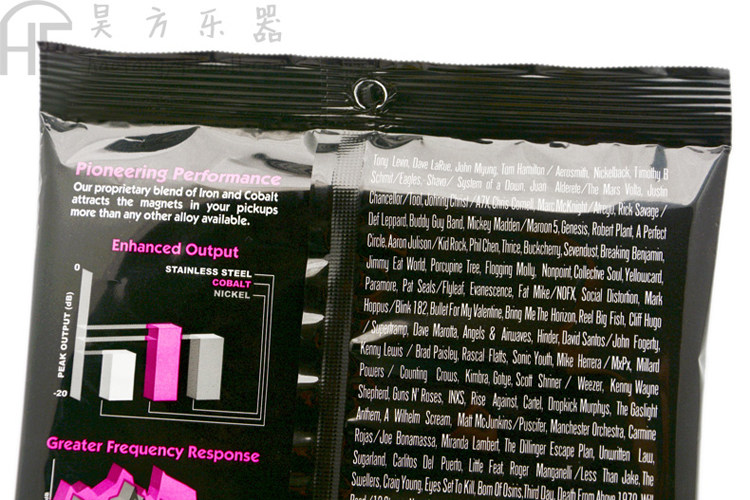 昊方乐器
Pioneering Performance
Our proprietary blend of Iron and Cobalt
attracts the magnets in your pickups
more than any other alloy available.
Enhanced Output
0
STAINLESS STEEL
COBALT
NICKEL
PEAK OUTPUT (dB)
-20
Greater Frequency Response
Tony Levin, Dave LaRue, John Myung, Tom Hamilton / Aerosmith, Nickelback, Timothy B
Schmit/Eagles, Shavo/ System of a Down, Juan Alderete/The Mars Volta, Justin
Chancellor/Tool, Johnny Christ/A7X, Chris Cornell, Marc McKnight/Atreyu, Rick Savage /
Def Leppard, Buddy Guy Band, Mickey Madden/Maroon 5, Genesis, Robert Plant, A Perfect
Circle, Aaron Julison/Kid Rock, Phil Chen, Thrice, Buckcherry, Sevendust, Breaking Benjamin,
Jimmy Eat World, Porcupine Tree, Flogging Molly, Nonpoint, Collective Soul, Yellowcard,
Paramore, Pat Seals/Flyleaf, Evanescence, Fat Mike/NOFX, Social Distortion, Mark
Hoppus/Blink 182, Bullet For My Valentine, Bring Me The Horizon, Reel Big Fish, Cliff Hugo
/ Supertramp, Dave Marotta, Angels & Airwaves, Hinder, David Santos/ John Fogerty,
Kenny Lewis / Brad Paisley, Rascal Flatts, Sonic Youth, Mike Herrera/MxPx, Millard
Powers / Counting Crows, Kimbra, Gotye, Scott Shriner/ Weezer, Kenny Wayne
Shepherd, Guns N' Roses, INXS, Rise Against, Cartel, Dropkick Murphys, The Gaslight
Anthem, A Wilhelm Scream, Matt McJunkins/Puscifer, Manchester Orchestra, Carmine
Rojas/Joe Bonamassa, Miranda Lambert, The Dillinger Escape Plan, Unwritten Law,
Sugarland, Carlitos Del Puerto, Little Feat, Roger Manganelli/Less Than Jake, The
Swellers, Craig Young, Eyes Set To Kill, Born Of Osiris, Third Day, Death From Above 1979, Will